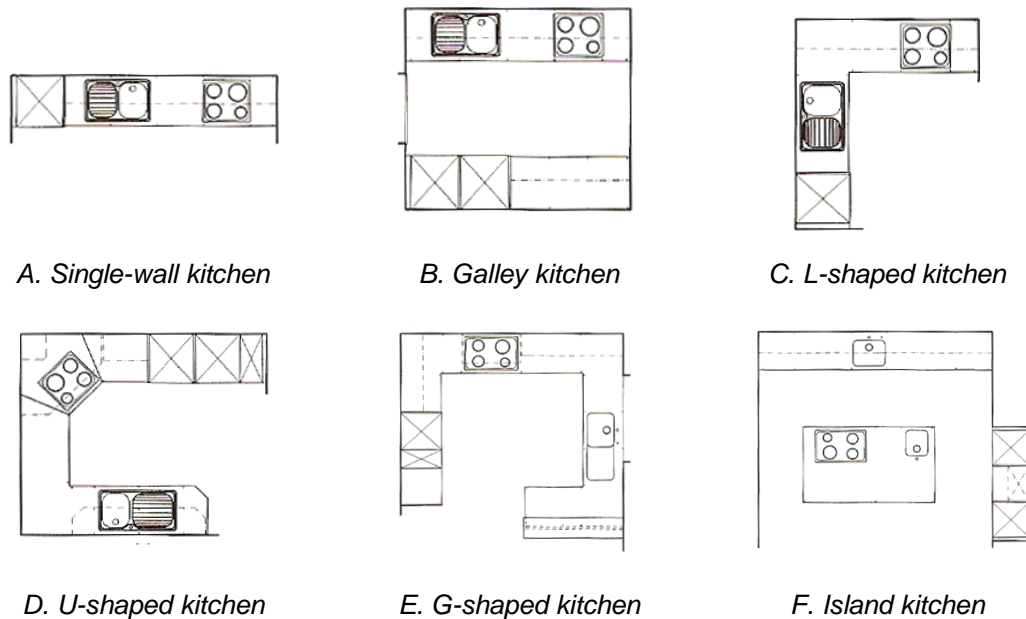 A. Single-wall kitchen
B. Galley kitchen
C. L-shaped kitchen
D. U-shaped kitchen
E. G-shaped kitchen
F. Island kitchen